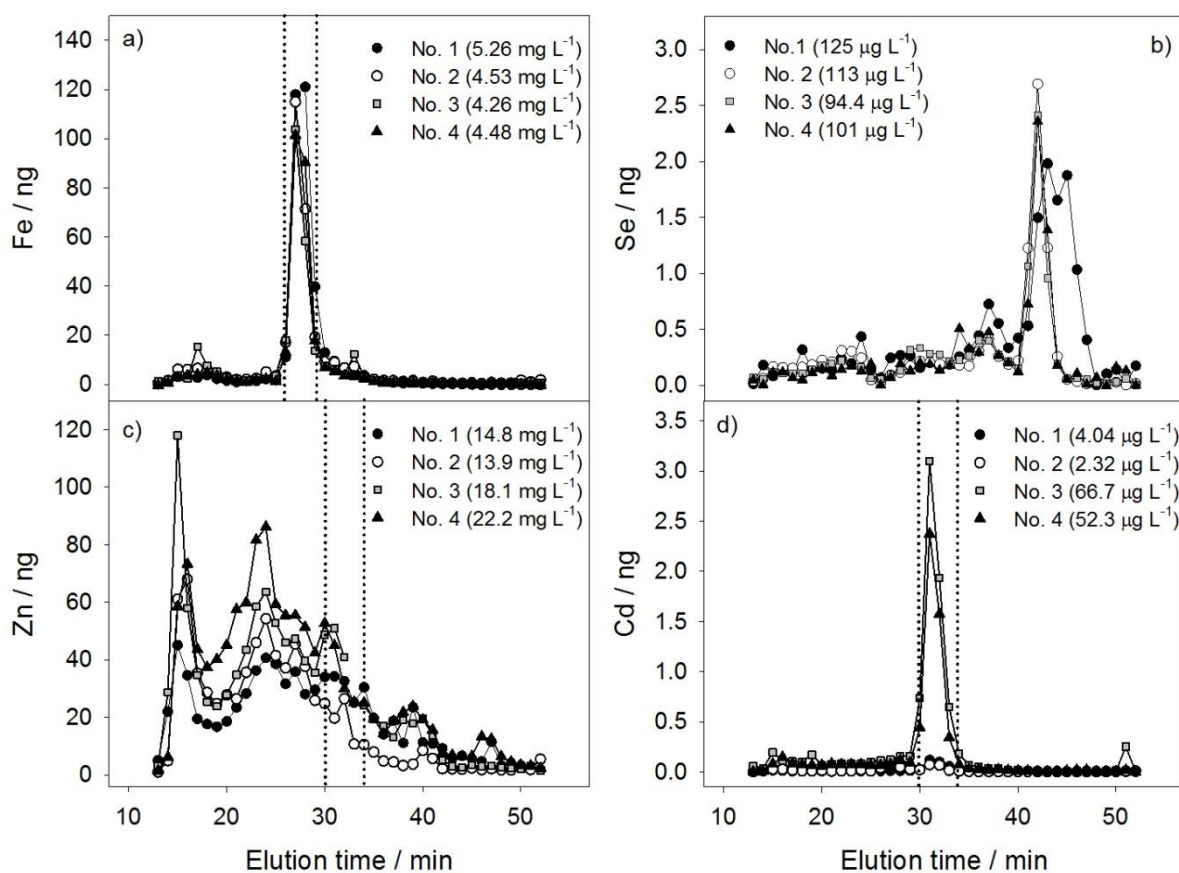 a)
No. 1 (5.26 mg L⁻¹)
No. 2 (4.53 mg L⁻¹)
No. 3 (4.26 mg L⁻¹)
No. 4 (4.48 mg L⁻¹)
140
120
100
80
60
40
20
0
Fe / ng
b)
No.1 (125 µg L⁻¹)
No. 2 (113 µg L⁻¹)
No. 3 (94.4 µg L⁻¹)
No. 4 (101 µg L⁻¹)
3.0
2.5
2.0
1.5
1.0
0.5
0.0
Se / ng
c)
No. 1 (14.8 mg L⁻¹)
No. 2 (13.9 mg L⁻¹)
No. 3 (18.1 mg L⁻¹)
No. 4 (22.2 mg L⁻¹)
120
100
80
60
40
20
0
Zn / ng
10 20 30 40 50
Elution time / min
d)
No. 1 (4.04 µg L⁻¹)
No. 2 (2.32 µg L⁻¹)
No. 3 (66.7 µg L⁻¹)
No. 4 (52.3 µg L⁻¹)
3.5
3.0
2.5
2.0
1.5
1.0
0.5
0.0
Cd / ng
10 20 30 40 50
Elution time / min